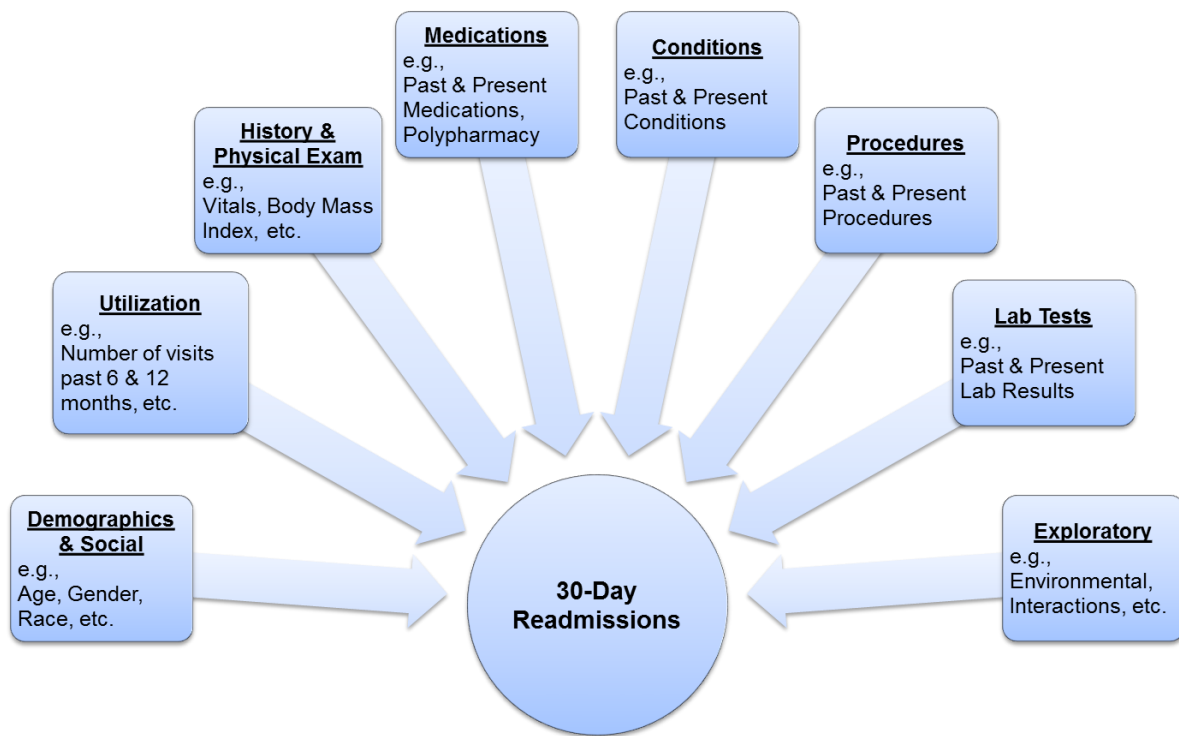 Medications
e.g.,
Past & Present
Medications,
Polypharmacy
Conditions
e.g.,
Past & Present
Conditions
History &
Physical Exam
e.g.,
Vitals, Body Mass
Index, etc.
Procedures
e.g.,
Past & Present
Procedures
Utilization
e.g.,
Number of visits
past 6 & 12
months, etc.
Lab Tests
e.g.,
Past & Present
Lab Results
Demographics
& Social
e.g.,
Age, Gender,
Race, etc.
30-Day
Readmissions
Exploratory
e.g.,
Environmental,
Interactions, etc.